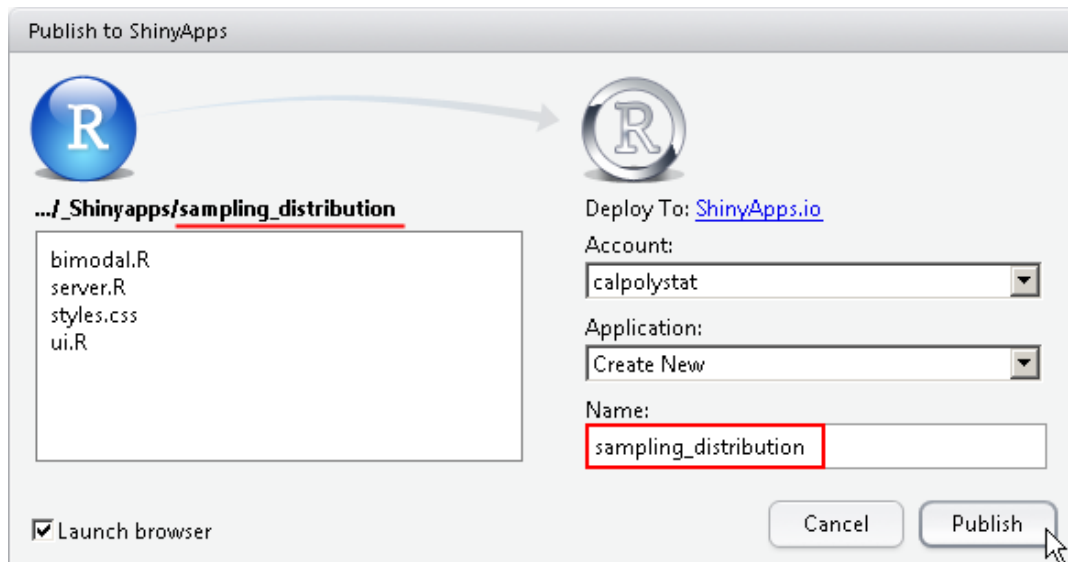 Publish to ShinyApps
R
R
.../_Shinyapps/sampling_distribution
bimodal.R
server.R
styles.css
ui.R
Deploy To: ShinyApps.io
Account:
calpolystat
Application:
Create New
Name:
sampling_distribution
Launch browser
Cancel
Publish